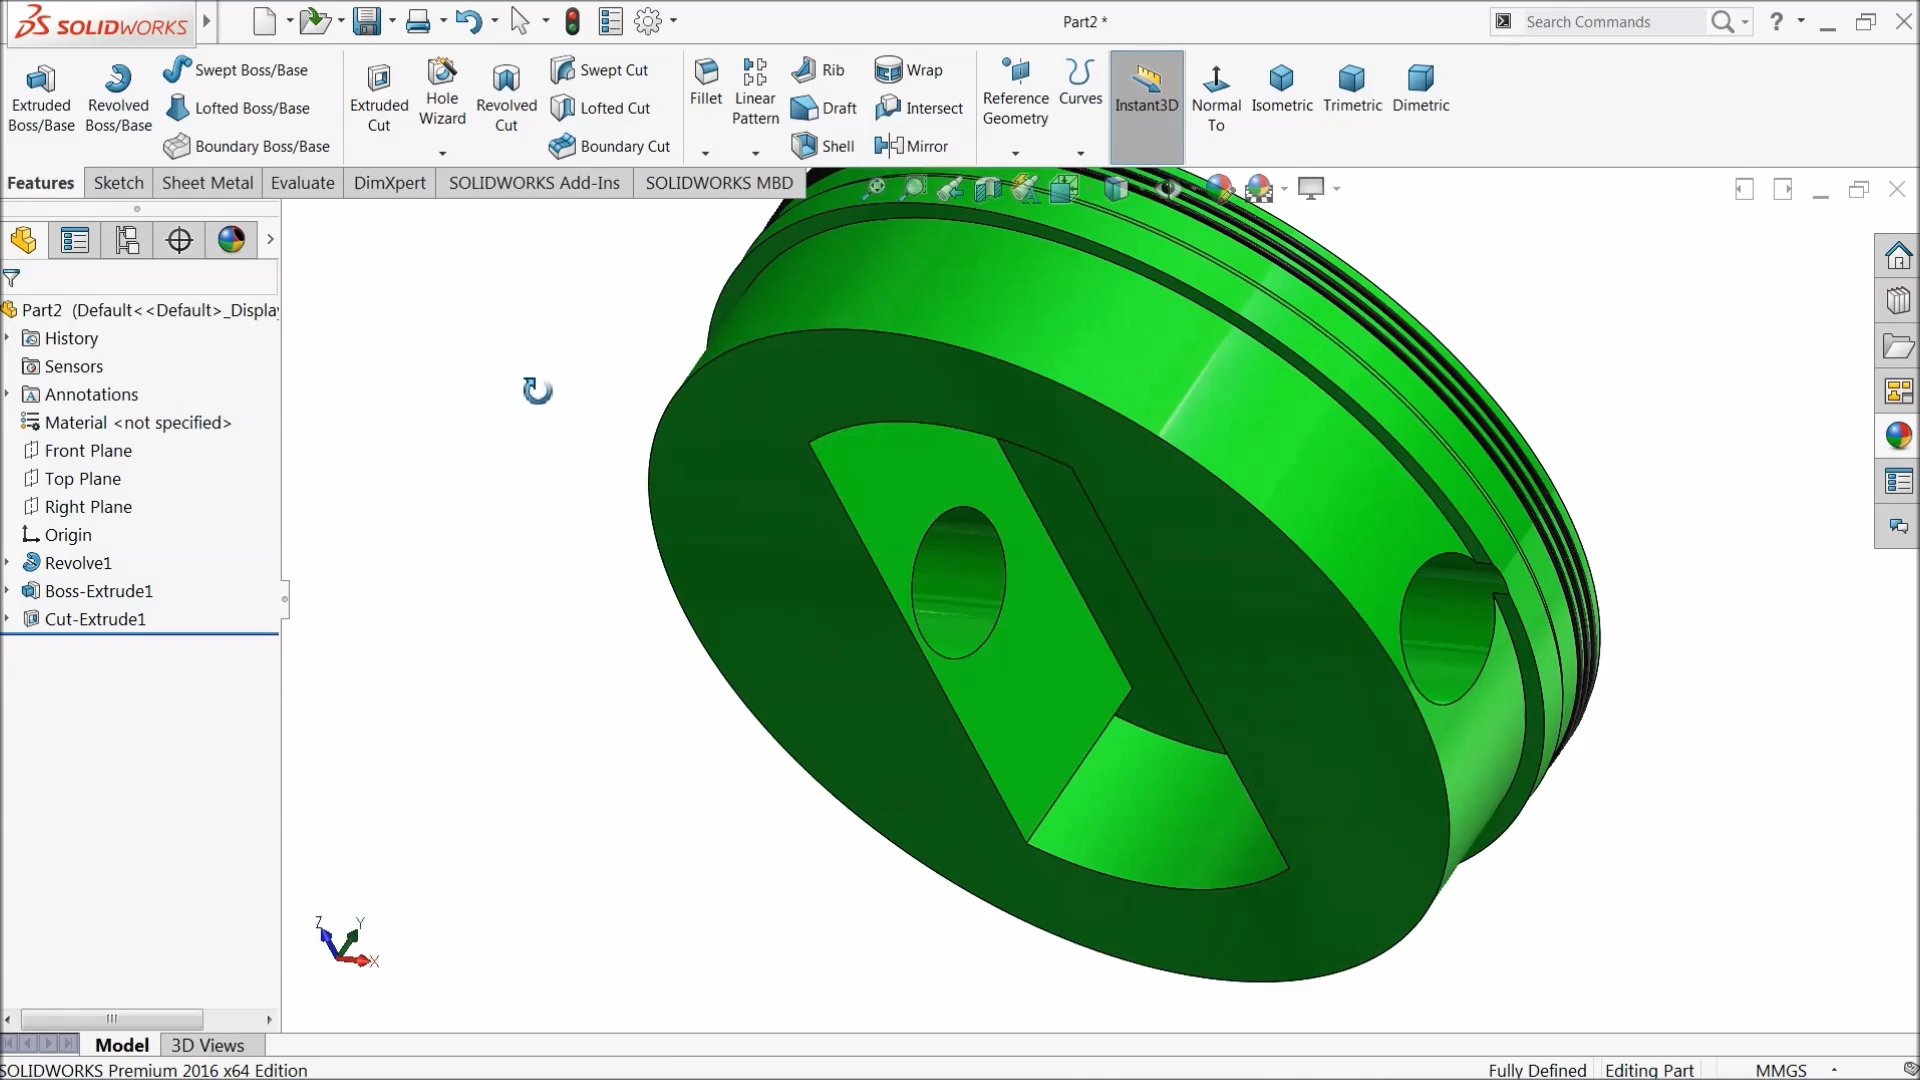 SOLIDWORKS
Part2 *
Search Commands
?
Extruded Boss/Base
Revolved Boss/Base
Swept Boss/Base
Lofted Boss/Base
Boundary Boss/Base
Extruded Cut
Hole Wizard
Revolved Cut
Swept Cut
Lofted Cut
Boundary Cut
Fillet
Linear Pattern
Rib
Draft
Shell
Wrap
Intersect
Mirror
Reference Geometry
Curves
Instant3D
Normal To
Isometric
Trimetric
Dimetric
Features
Sketch
Sheet Metal
Evaluate
DimXpert
SOLIDWORKS Add-Ins
SOLIDWORKS MBD
Part2 (Default<<Default>_Display
History
Sensors
Annotations
Material <not specified>
Front Plane
Top Plane
Right Plane
Origin
Revolve1
Boss-Extrude1
Cut-Extrude1
Z
Y
X
Model
3D Views
SOLIDWORKS Premium 2016 x64 Edition
Fully Defined
Editing Part
MMGS